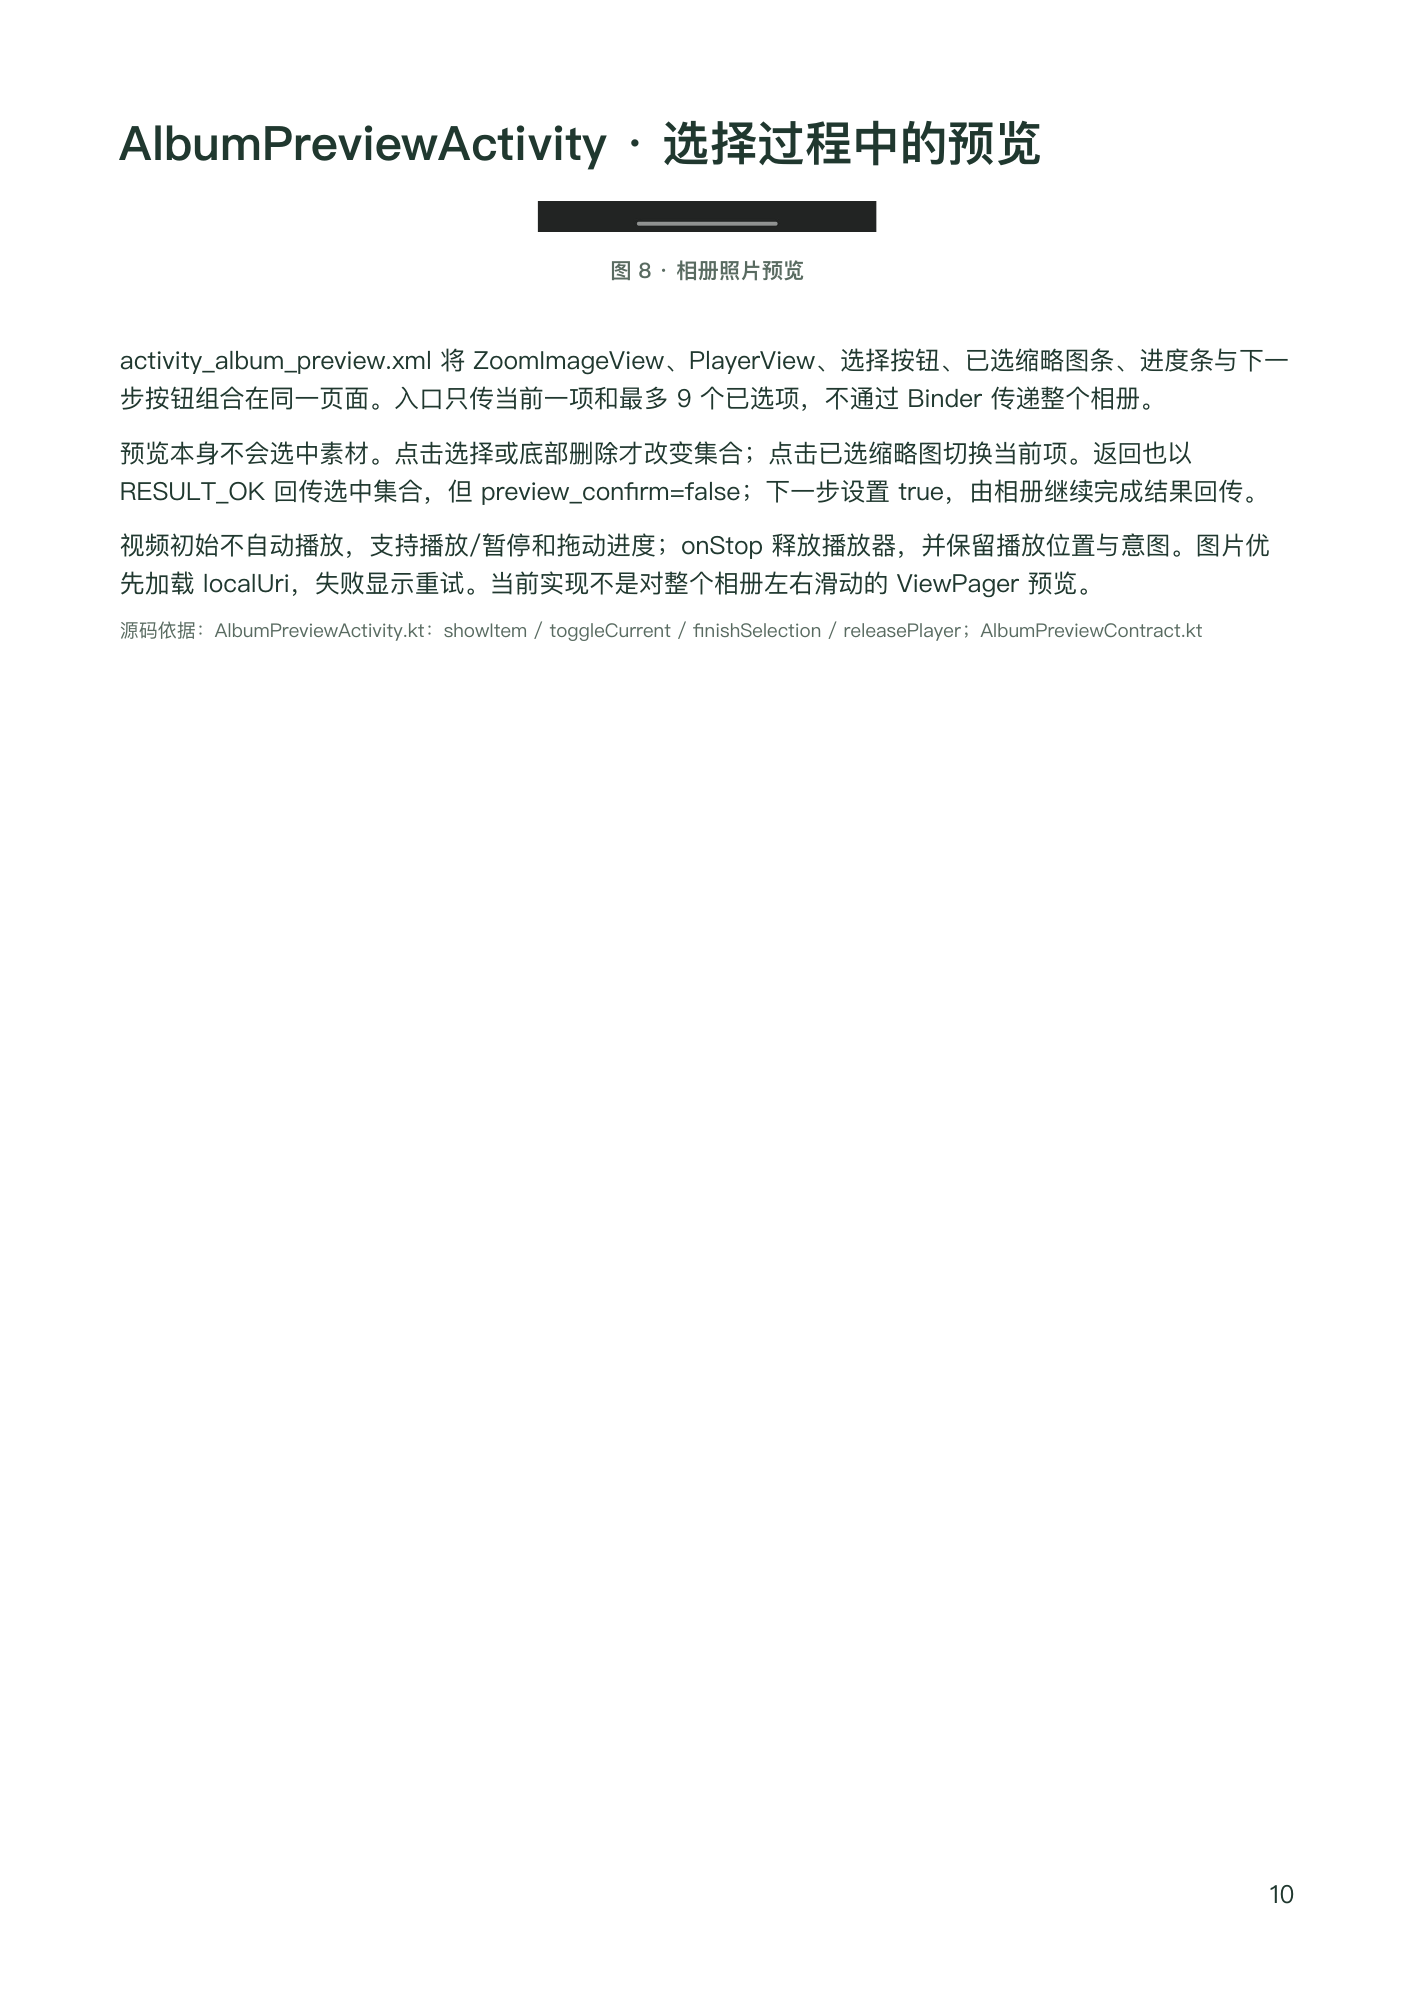 AlbumPreviewActivity · 选择过程中的预览
图 8 · 相册照片预览
activity_album_preview.xml 将 ZoomImageView、PlayerView、选择按钮、已选缩略图条、进度条与下一
步按钮组合在同一页面。入口只传当前一项和最多 9 个已选项，不通过 Binder 传递整个相册。
预览本身不会选中素材。点击选择或底部删除才改变集合；点击已选缩略图切换当前项。返回也以
RESULT_OK 回传选中集合，但 preview_confirm=false；下一步设置 true，由相册继续完成结果回传。
视频初始不自动播放，支持播放/暂停和拖动进度；onStop 释放播放器，并保留播放位置与意图。图片优
先加载 localUri，失败显示重试。当前实现不是对整个相册左右滑动的 ViewPager 预览。
源码依据：AlbumPreviewActivity.kt：showItem / toggleCurrent / finishSelection / releasePlayer；AlbumPreviewContract.kt
10